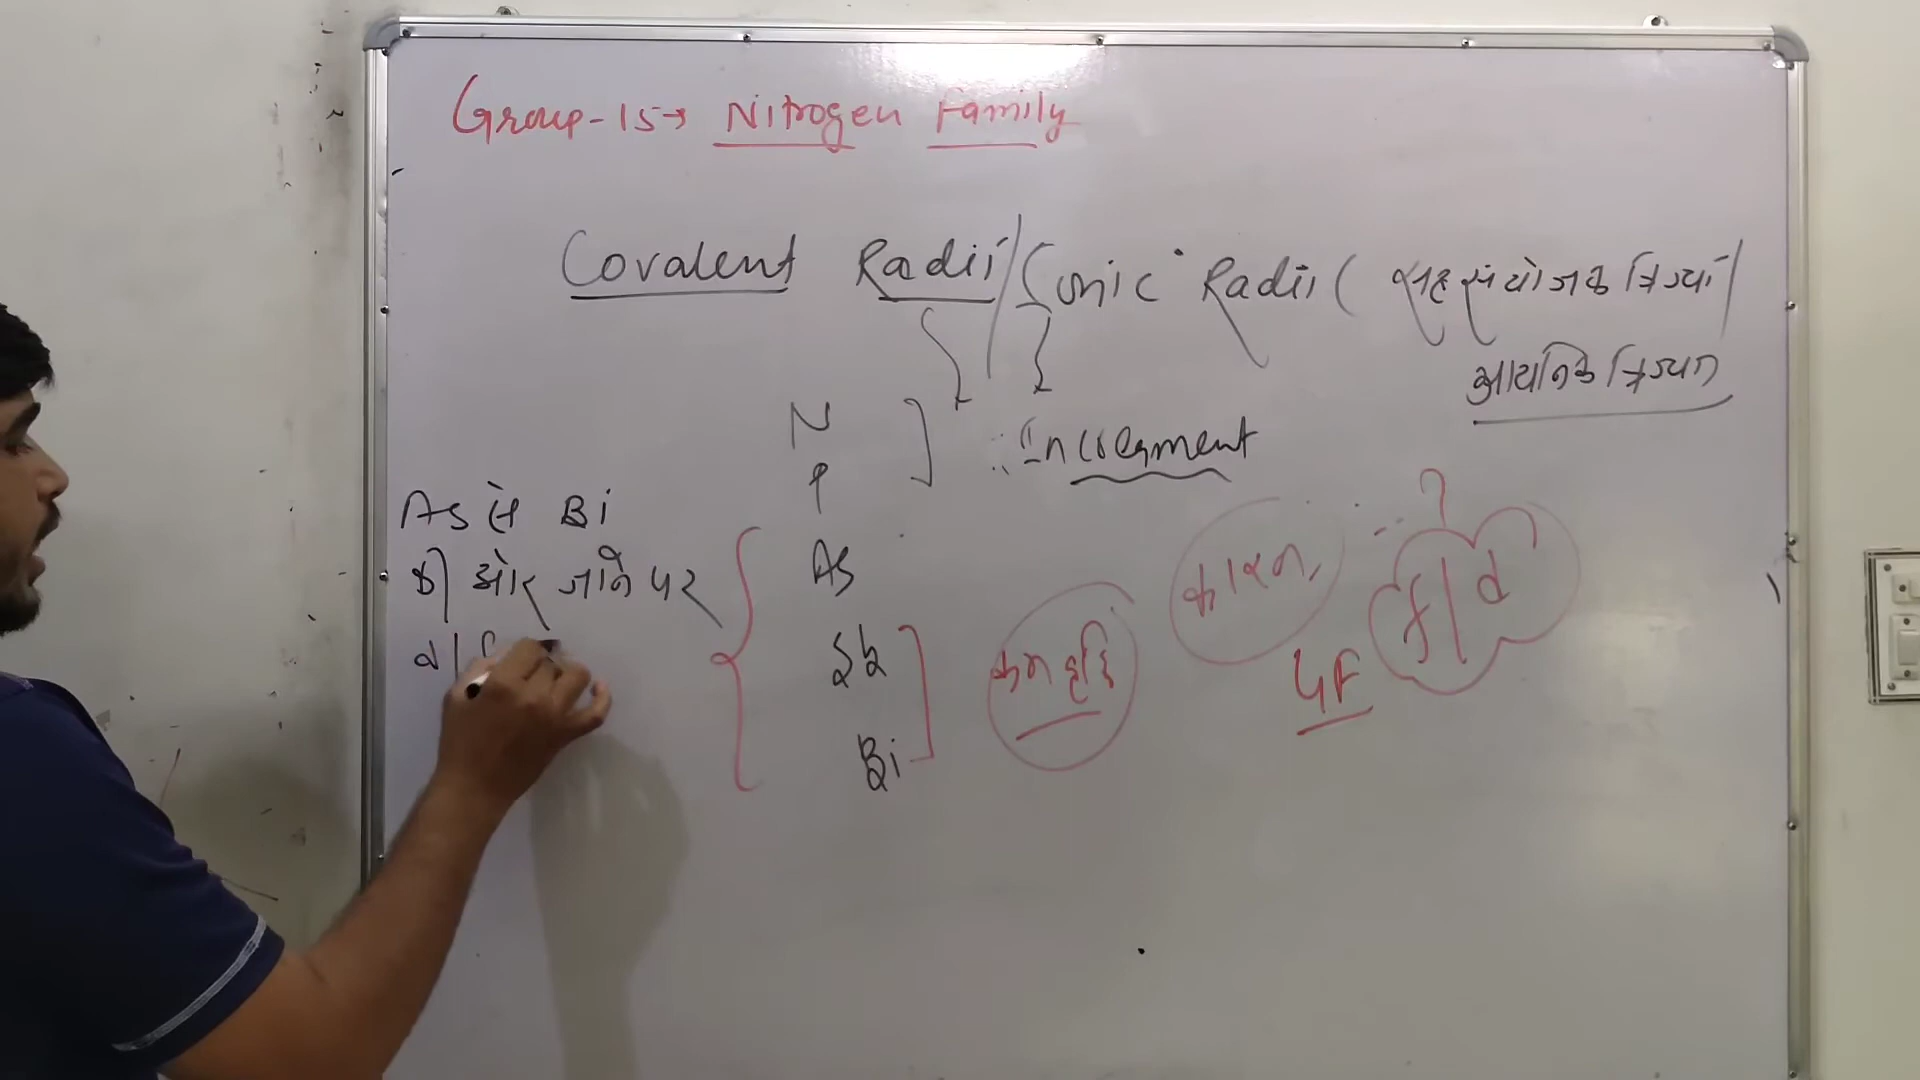 Group-15→ Nitrogen Family
Covalent Radii/Ionic Radii (सहसंयोजक त्रिज्या/
आयनिक त्रिज्या)
N
P
Increament
As से Bi
की ओर जाने पर
As
Sb
Bi
कम वृद्धि
कारण
?
f/d
4F